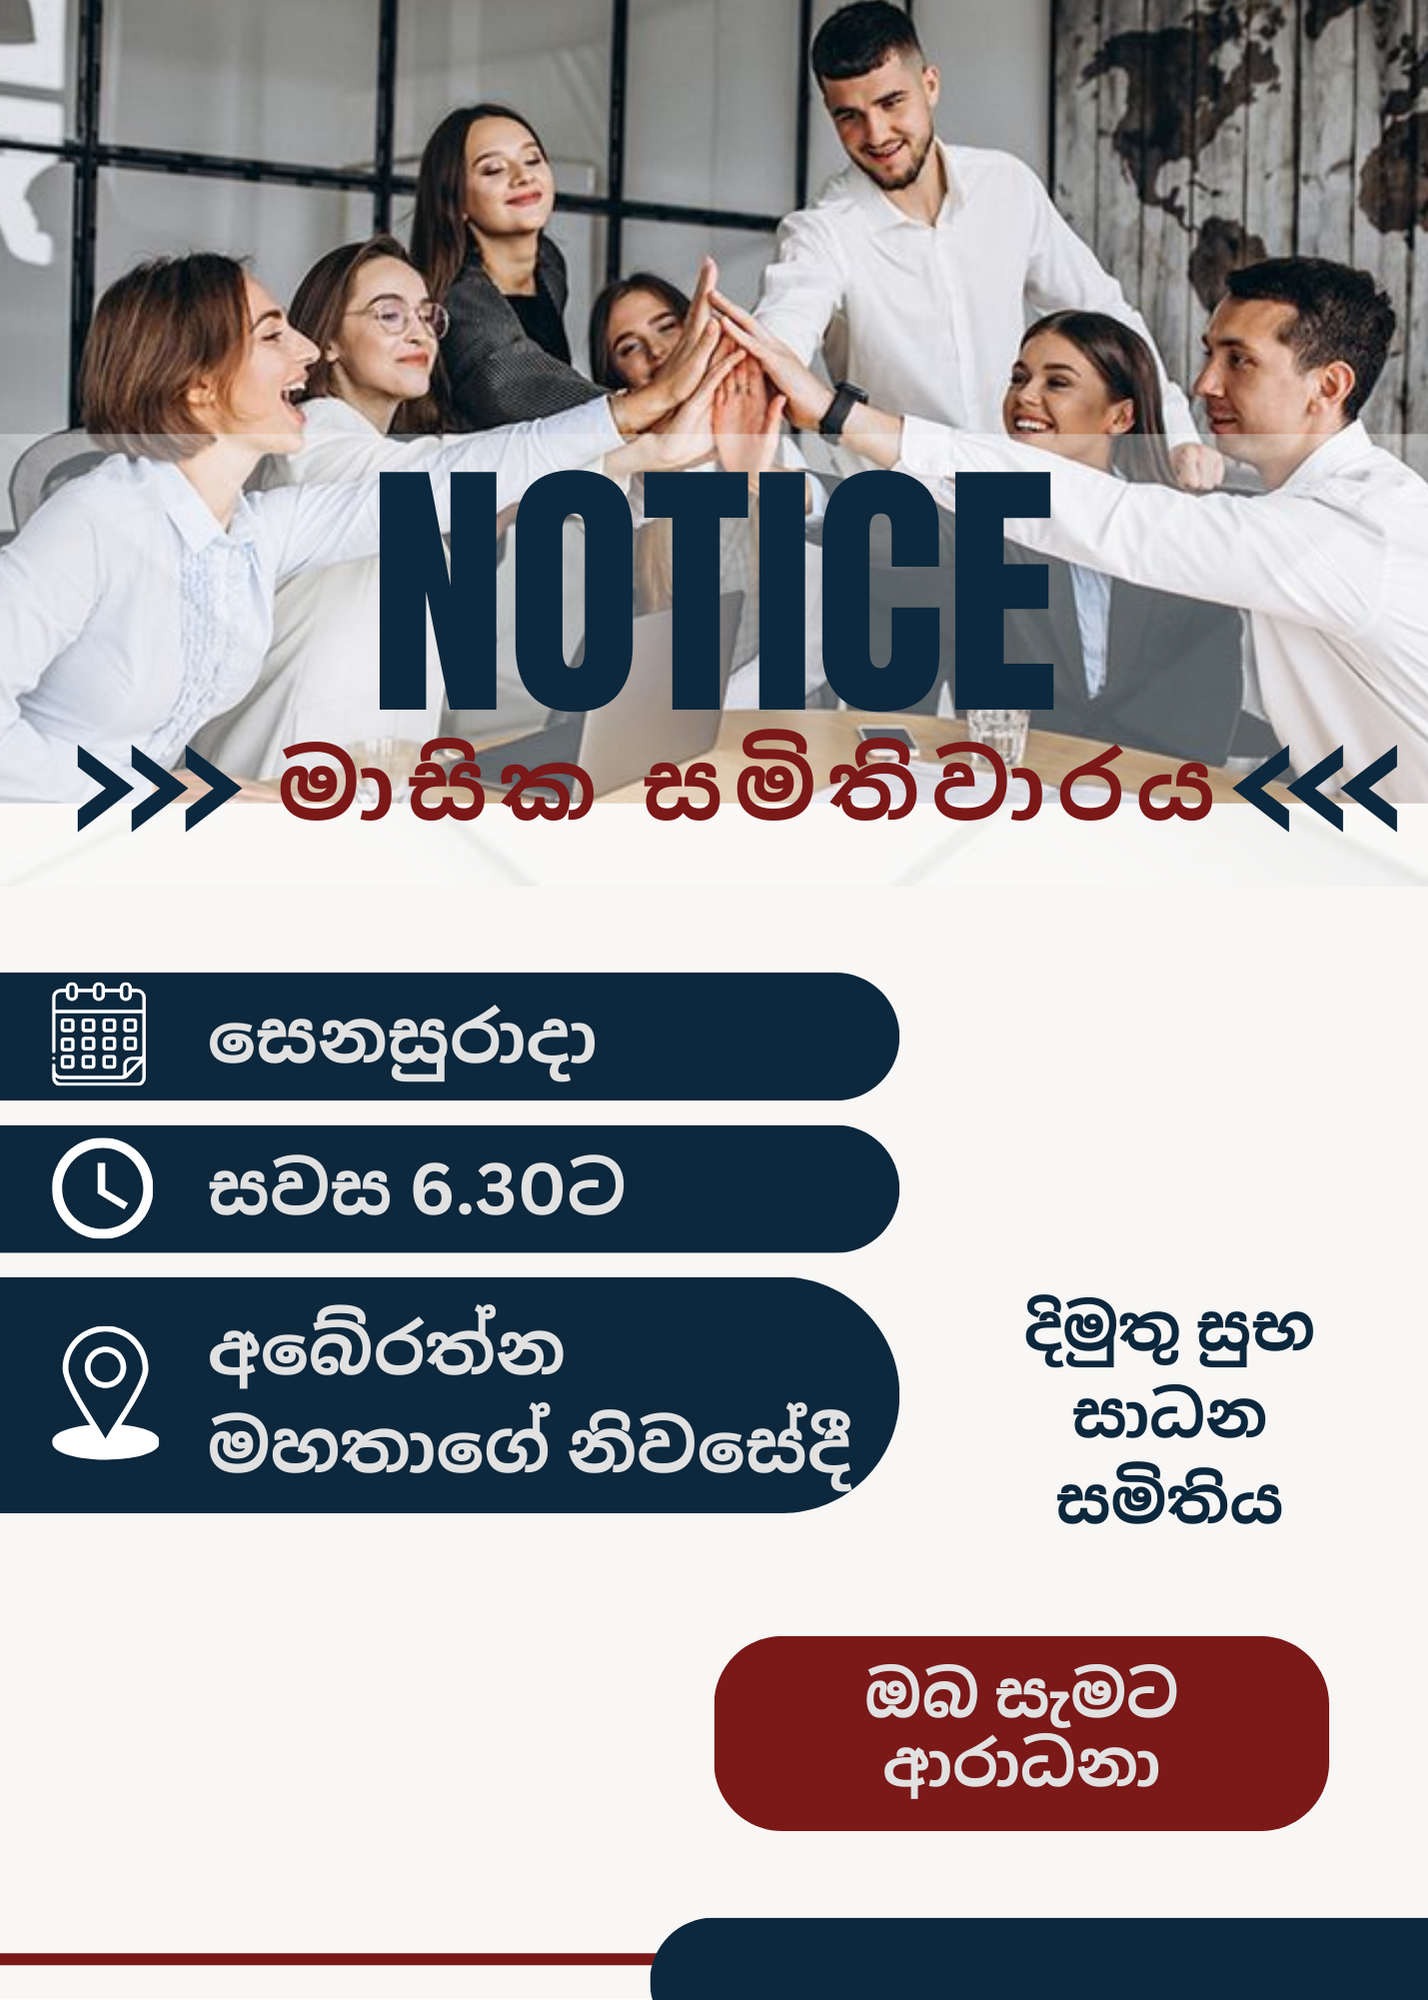 NOTICE
මාසික සමිතිවාරය
සෙනසුරාදා
සවස 6.30ට
අබේරත්න
මහතාගේ නිවසේදී
දිමුතු සුභ
සාධන
සමිතිය
ඔබ සැමට
ආරාධනා